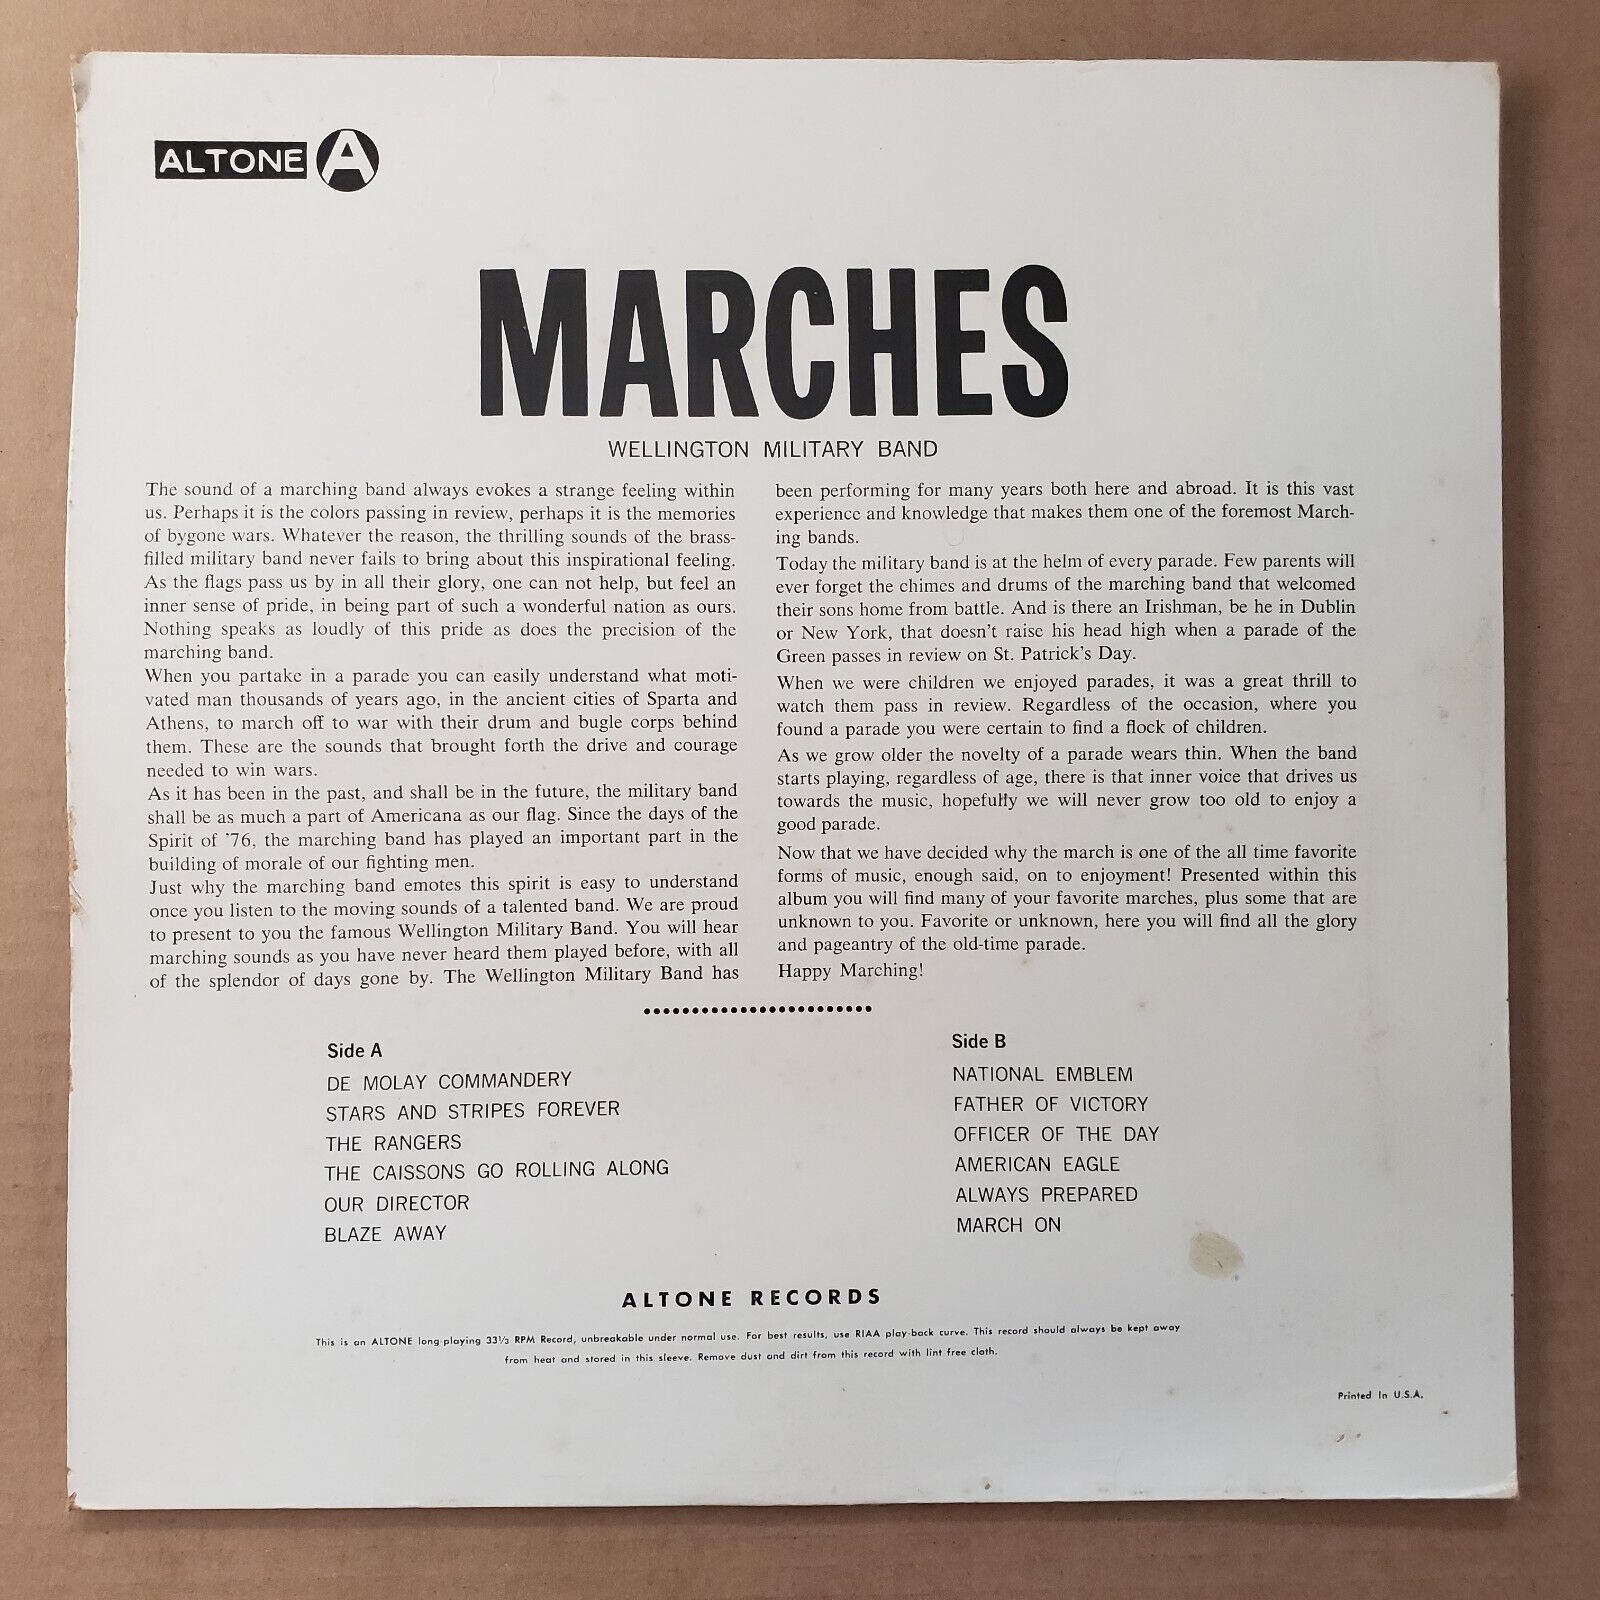 ALTONE A
MARCHES
WELLINGTON MILITARY BAND
The sound of a marching band always evokes a strange feeling within
us. Perhaps it is the colors passing in review, perhaps it is the memories
of bygone wars. Whatever the reason, the thrilling sounds of the brass-
filled military band never fails to bring about this inspirational feeling.
As the flags pass us by in all their glory, one can not help, but feel an
inner sense of pride, in being part of such a wonderful nation as ours.
Nothing speaks as loudly of this pride as does the precision of the
marching band.
When you partake in a parade you can easily understand what moti-
vated man thousands of years ago, in the ancient cities of Sparta and
Athens, to march off to war with their drum and bugle corps behind
them. These are the sounds that brought forth the drive and courage
needed to win wars.
As it has been in the past, and shall be in the future, the military band
shall be as much a part of Americana as our flag. Since the days of the
Spirit of '76, the marching band has played an important part in the
building of morale of our fighting men.
Just why the marching band emotes this spirit is easy to understand
once you listen to the moving sounds of a talented band. We are proud
to present to you the famous Wellington Military Band. You will hear
marching sounds as you have never heard them played before, with all
of the splendor of days gone by. The Wellington Military Band has
been performing for many years both here and abroad. It is this vast
experience and knowledge that makes them one of the foremost March-
ing bands.
Today the military band is at the helm of every parade. Few parents will
ever forget the chimes and drums of the marching band that welcomed
their sons home from battle. And is there an Irishman, be he in Dublin
or New York, that doesn't raise his head high when a parade of the
Green passes in review on St. Patrick's Day.
When we were children we enjoyed parades, it was a great thrill to
watch them pass in review. Regardless of the occasion, where you
found a parade you were certain to find a flock of children.
As we grow older the novelty of a parade wears thin. When the band
starts playing, regardless of age, there is that inner voice that drives us
towards the music, hopefully we will never grow too old to enjoy a
good parade.
Now that we have decided why the march is one of the all time favorite
forms of music, enough said, on to enjoyment! Presented within this
album you will find many of your favorite marches, plus some that are
unknown to you. Favorite or unknown, here you will find all the glory
and pageantry of the old-time parade.
Happy Marching!
Side A
DE MOLAY COMMANDERY
STARS AND STRIPES FOREVER
THE RANGERS
THE CAISSONS GO ROLLING ALONG
OUR DIRECTOR
BLAZE AWAY
Side B
NATIONAL EMBLEM
FATHER OF VICTORY
OFFICER OF THE DAY
AMERICAN EAGLE
ALWAYS PREPARED
MARCH ON
ALTONE RECORDS
This is an ALTONE long-playing 33⅓ RPM Record, unbreakable under normal use. For best results, use RIAA play-back curve. This record should always be kept away
from heat and stored in this sleeve. Remove dust and dirt from this record with lint free cloth.
Printed In U.S.A.